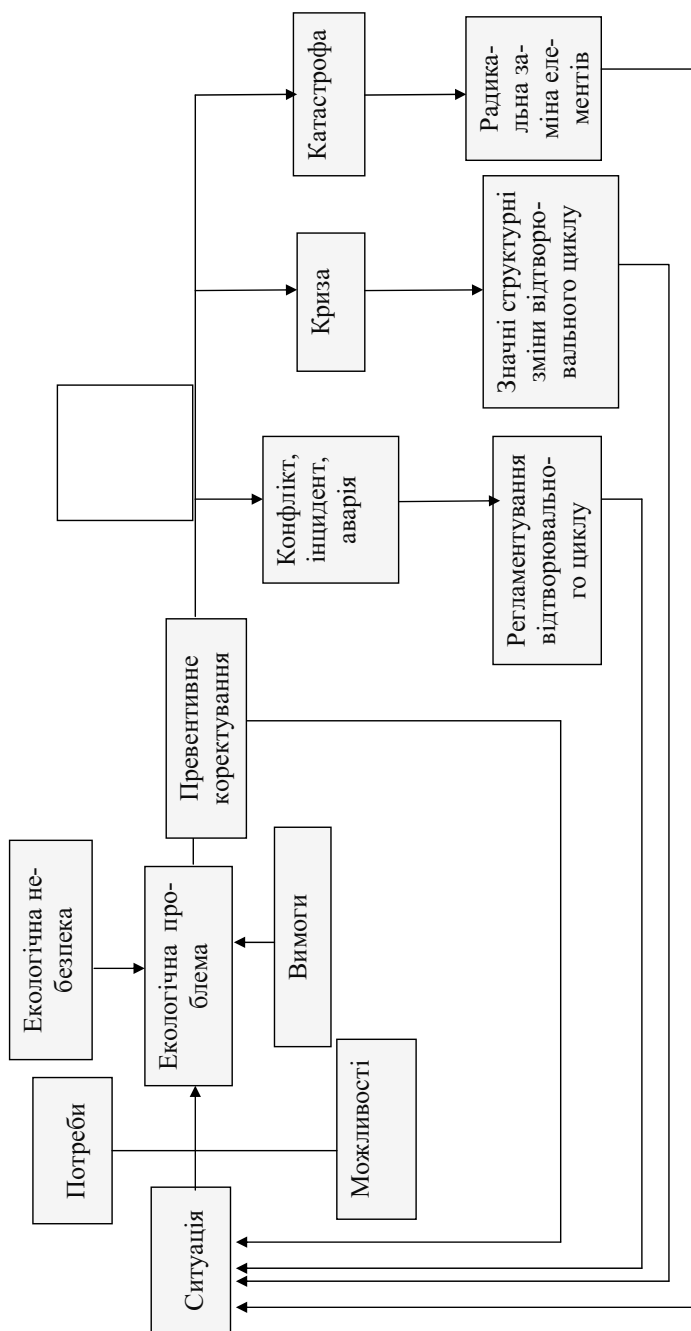 Ситуація
Потреби
Можливості
Екологічна не-
безпека
Екологічна про-
блема
Вимоги
Превентивне
коректування
Конфлікт,
інцидент,
аварія
Регламентування
відтворювально-
го циклу
Криза
Значні структурні
зміни відтворю-
вального циклу
Катастрофа
Радика-
льна за-
міна еле-
ментів